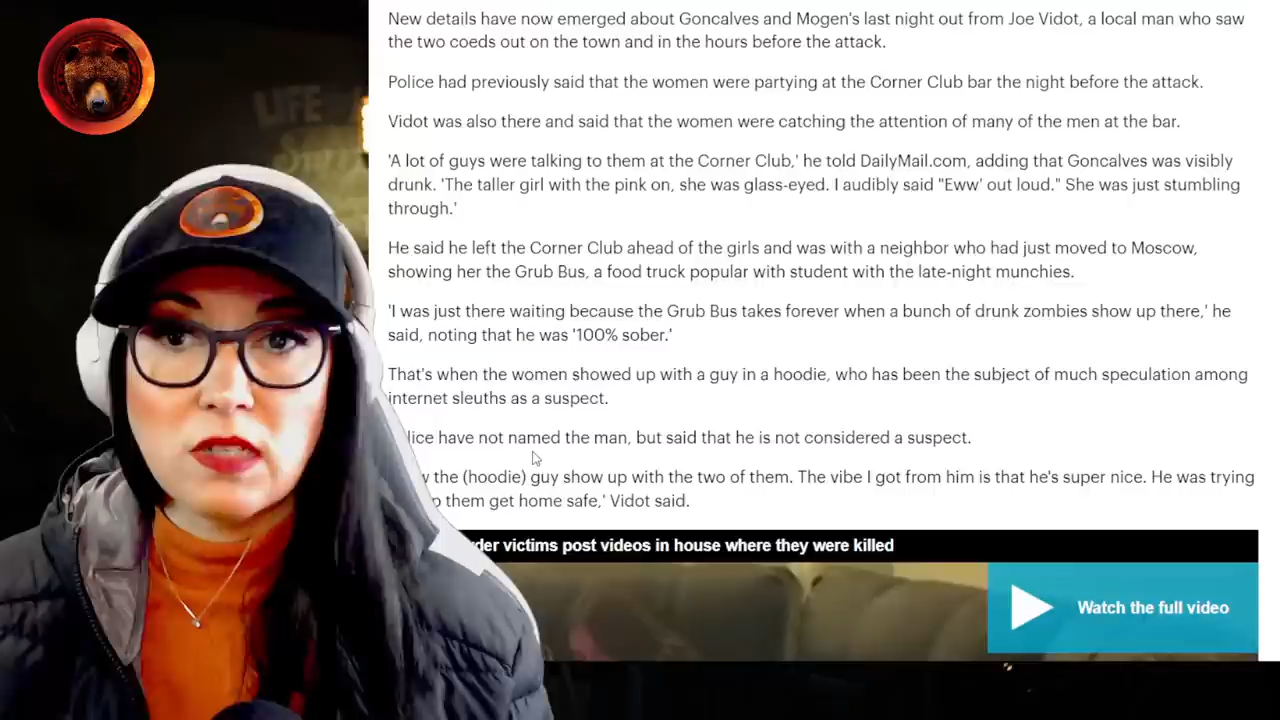 New details have now emerged about Goncalves and Mogen's last night out from Joe Vidot, a local man who saw
the two coeds out on the town and in the hours before the attack.
Police had previously said that the women were partying at the Corner Club bar the night before the attack.
Vidot was also there and said that the women were catching the attention of many of the men at the bar.
'A lot of guys were talking to them at the Corner Club,' he told DailyMail.com, adding that Goncalves was visibly
drunk. 'The taller girl with the pink on, she was glass-eyed. I audibly said "Eww' out loud." She was just stumbling
through.'
He said he left the Corner Club ahead of the girls and was with a neighbor who had just moved to Moscow,
showing her the Grub Bus, a food truck popular with student with the late-night munchies.
'I was just there waiting because the Grub Bus takes forever when a bunch of drunk zombies show up there,' he
said, noting that he was '100% sober.'
That's when the women showed up with a guy in a hoodie, who has been the subject of much speculation among
internet sleuths as a suspect.
lice have not named the man, but said that he is not considered a suspect.
the (hoodie) guy show up with the two of them. The vibe I got from him is that he's super nice. He was trying
them get home safe,' Vidot said.
rder victims post videos in house where they were killed
Watch the full video
LIFE